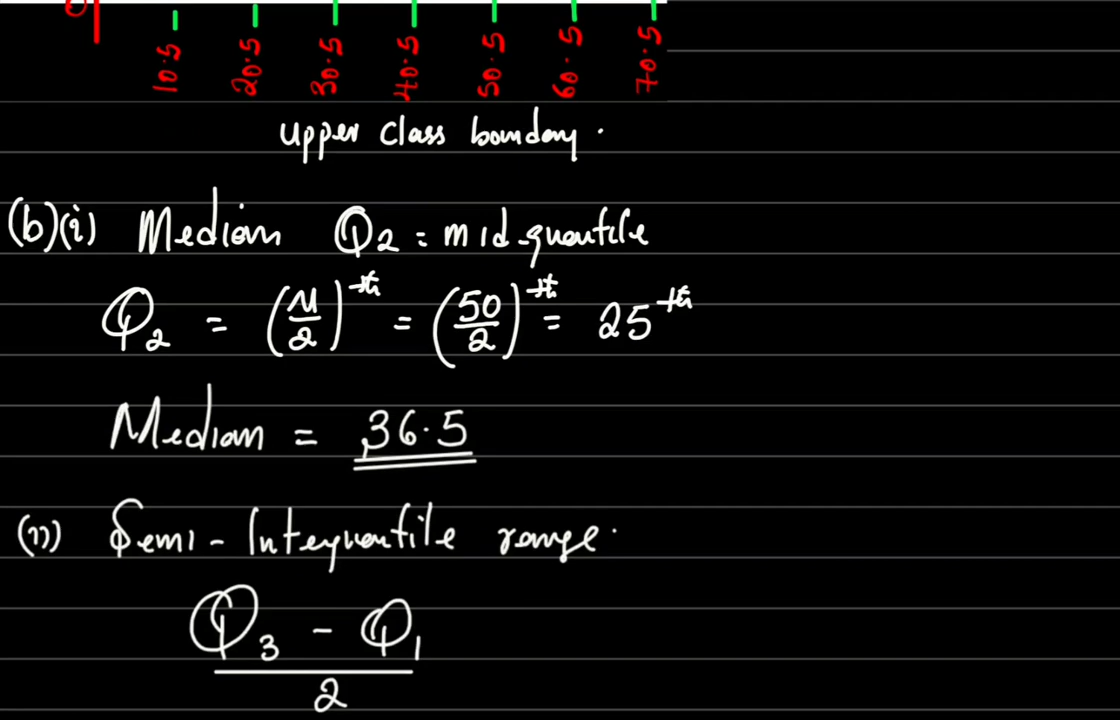 0
10.5 20.5 30.5 40.5 50.5 60.5 70.5
upper class boundary.
(b)(i) Median Q₂ = mid-quartile
Q₂ = (N/2)ᵗʰ = (50/2)ᵗʰ = 25ᵗʰ
Median = 36.5
(ii) Semi-Interquartile range.
(Q₃ - Q₁)/2